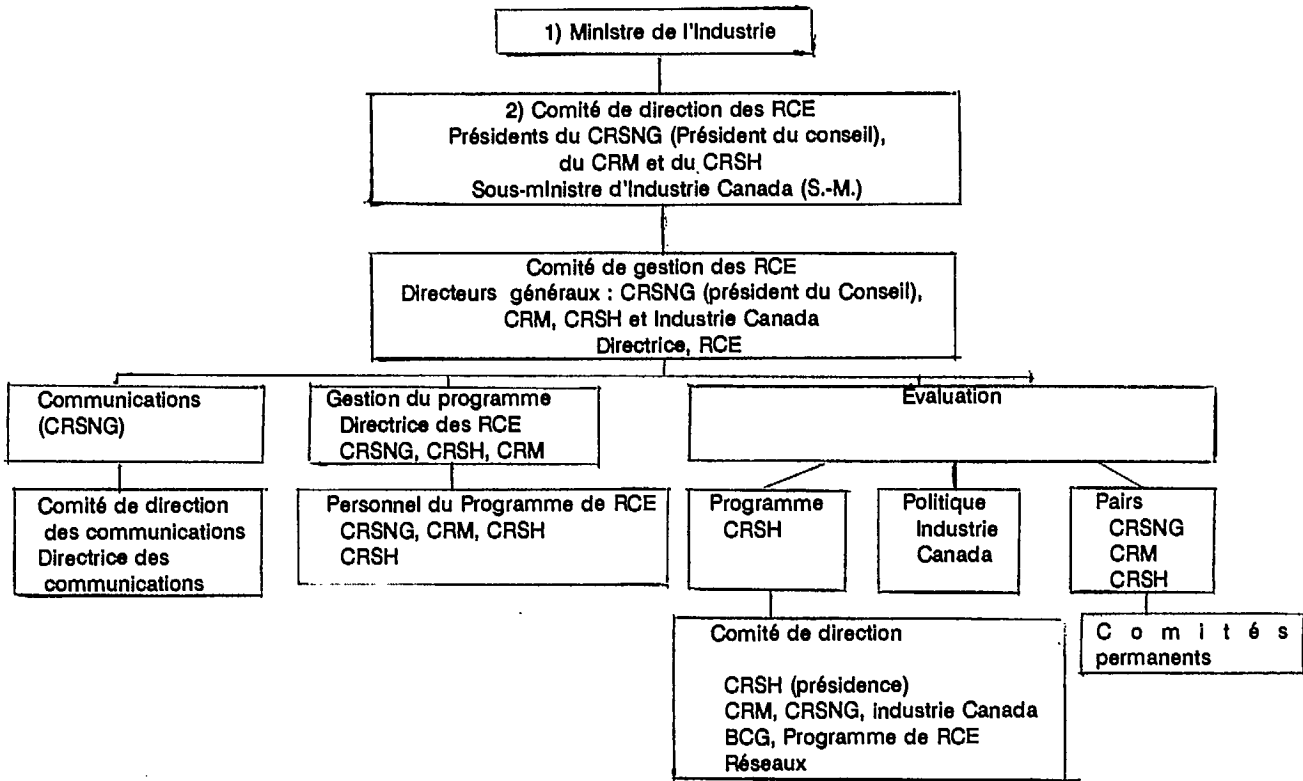 1) Ministre de l'Industrie
2) Comité de direction des RCE
Présidents du CRSNG (Président du conseil),
du CRM et du CRSH
Sous-ministre d'Industrie Canada (S.-M.)
Comité de gestion des RCE
Directeurs généraux : CRSNG (président du Conseil),
CRM, CRSH et Industrie Canada
Directrice, RCE
Communications
(CRSNG)
Gestion du programme
Directrice des RCE
CRSNG, CRSH, CRM
Évaluation
Comité de direction
des communications
Directrice des
communications
Personnel du Programme de RCE
CRSNG, CRM, CRSH
CRSH
Programme
CRSH
Politique
Industrie
Canada
Pairs
CRSNG
CRM
CRSH
Comité de direction
CRSH (présidence)
CRM, CRSNG, industrie Canada
BCG, Programme de RCE
Réseaux
Comités
permanents